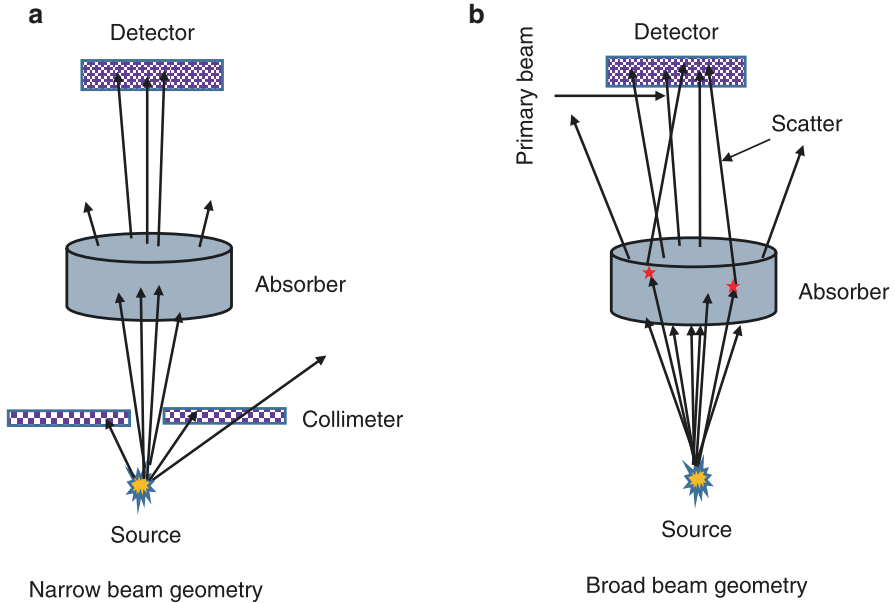 a
Detector
Absorber
Collimeter
Source
Narrow beam geometry
b
Detector
Primary beam
Scatter
Absorber
Source
Broad beam geometry